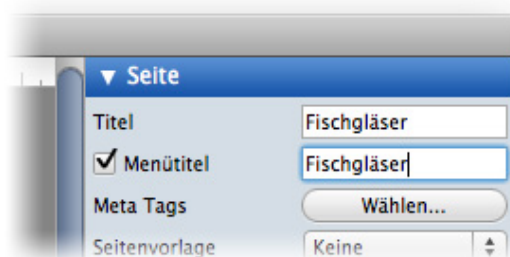 ▼ Seite
Titel Fischgläser
Menütitel Fischgläser
Meta Tags Wählen...
Seitenvorlage Keine